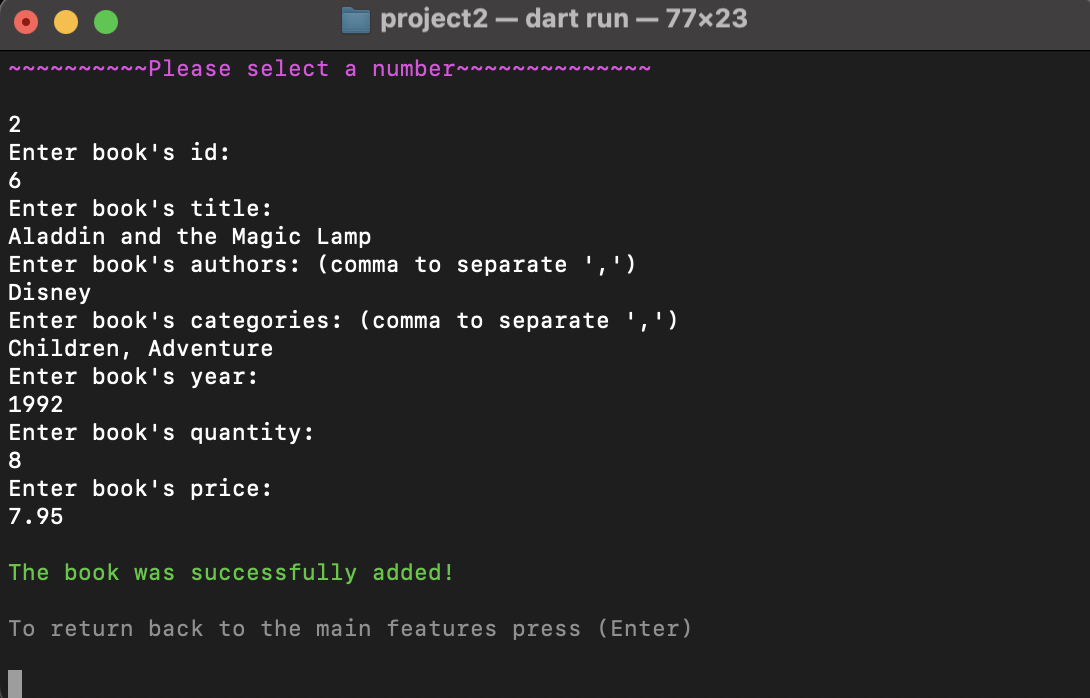 project2 — dart run — 77×23
~~~~~~~~~~Please select a number~~~~~~~~~~~~~~
2
Enter book's id:
6
Enter book's title:
Aladdin and the Magic Lamp
Enter book's authors: (comma to separate ',')
Disney
Enter book's categories: (comma to separate ',')
Children, Adventure
Enter book's year:
1992
Enter book's quantity:
8
Enter book's price:
7.95
The book was successfully added!
To return back to the main features press (Enter)